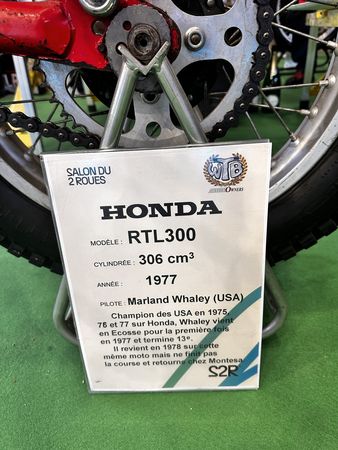 SALON DU
2 ROUES
WTB
OWNERS
HONDA
MODÈLE : RTL300
CYLINDRÉE : 306 cm³
ANNÉE : 1977
PILOTE : Marland Whaley (USA)
Champion des USA en 1975,
76 et 77 sur Honda, Whaley vient
en Ecosse pour la première fois
en 1977 et termine 13°.
Il revient en 1978 sur cette
même moto mais ne finit pas
la course et retourne chez Montesa
S2R